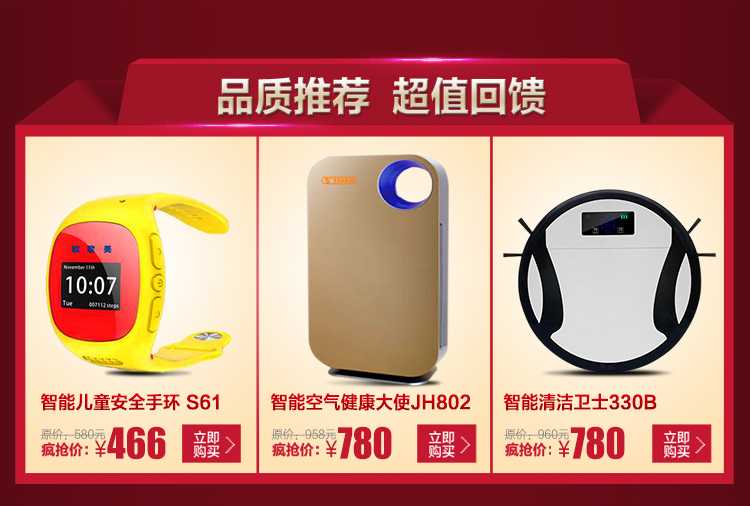 品质推荐 超值回馈
欧歌美
November 11th
10:07
Tue 007112 steps
智能儿童安全手环 S61
原价：580元
疯抢价：¥466
立即
购买
智能空气健康大使JH802
原价：958元
疯抢价：¥780
立即
购买
智能清洁卫士330B
原价：960元
疯抢价：¥780
立即
购买